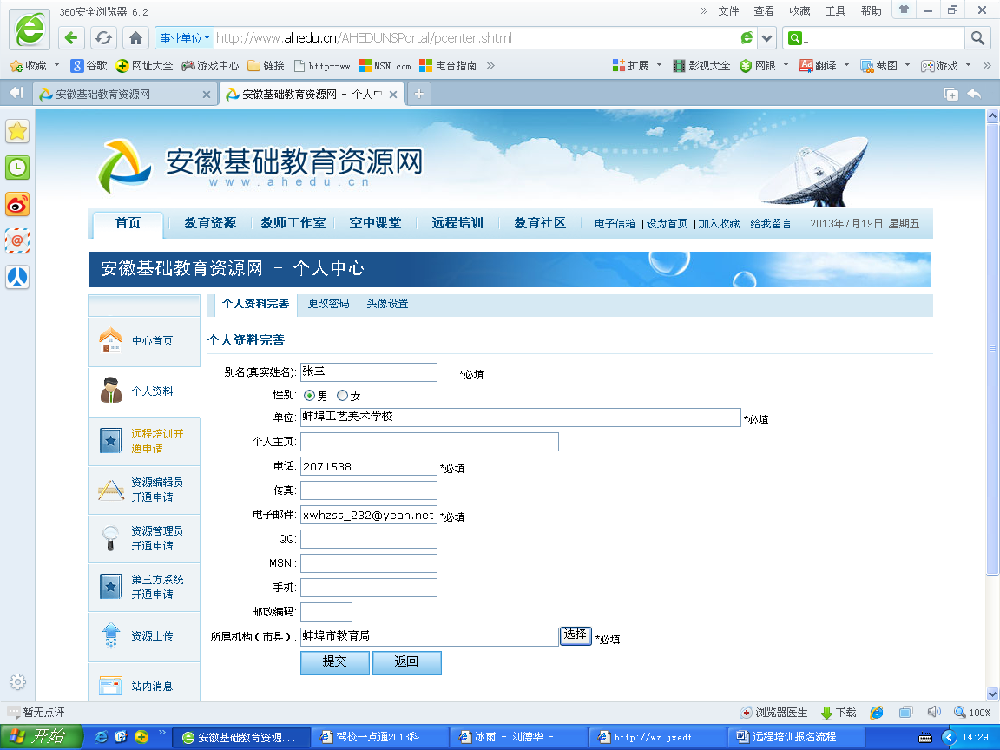 360安全浏览器 6.2
» 文件 查看 收藏 工具 帮助
事业单位 http://www.ahedu.cn/AHEDUNSPortal/pcenter.shtml
收藏 谷歌 网址大全 游戏中心 链接 http--ww MSN.com 电台指南 » 扩展 影视大全 网银 翻译 截图 游戏 »
安徽基础教育资源网 安徽基础教育资源网 - 个人中
安徽基础教育资源网
www.ahedu.cn
首页 教育资源 教师工作室 空中课堂 远程培训 教育社区 电子信箱 |设为首页 |加入收藏 |给我留言 2013年7月19日 星期五
安徽基础教育资源网 - 个人中心
个人资料完善 更改密码 头像设置
中心首页
个人资料
远程培训开
通申请
资源编辑员
开通申请
资源管理员
开通申请
第三方系统
开通申请
资源上传
站内消息
个人资料完善
别名(真实姓名): 张三 *必填
性别: 男 女
单位: 蚌埠工艺美术学校 *必填
个人主页:
电话: 2071538 *必填
传真:
电子邮件: xwhzss_232@yeah.net *必填
QQ:
MSN :
手机:
邮政编码:
所属机构(市县): 蚌埠市教育局 选择 *必填
提交 返回
暂无点评 浏览器医生 下载 100%
开始 » 安徽基础教育资源... 驾校一点通2013科... 冰雨 - 刘德华 - ... http://wz.jxedt.... 远程培训报名流程... 14:29